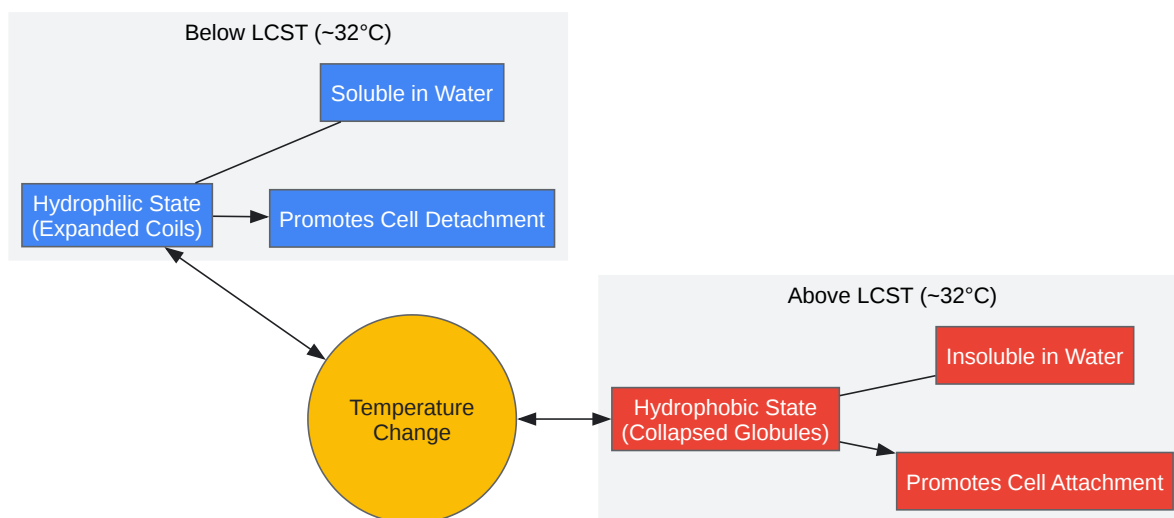 Below LCST (~32°C)
Soluble in Water
Hydrophilic State
(Expanded Coils)
Promotes Cell Detachment
Temperature
Change
Above LCST (~32°C)
Insoluble in Water
Hydrophobic State
(Collapsed Globules)
Promotes Cell Attachment